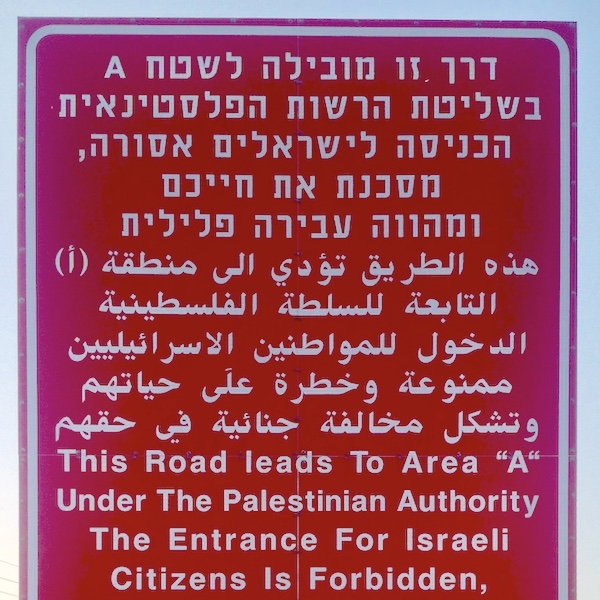 דרך זו מובילה לשטח A
בשליטת הרשות הפלסטינאית
הכניסה לישראלים אסורה,
מסכנת את חייכם
ומהווה עבירה פלילית
هذه الطريق تؤدي الى منطقة (أ)
التابعة للسلطة الفلسطينية
الدخول للمواطنين الاسرائيليين
ممنوعة وخطرة علَى حياتهم
وتشكل مخالفة جنائية في حقهم
This Road leads To Area “A“
Under The Palestinian Authority
The Entrance For Israeli
Citizens Is Forbidden,